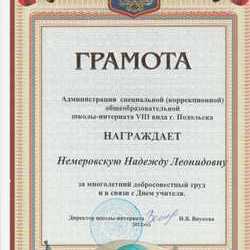 ГРАМОТА
Администрация специальной (коррекционной)
общеобразовательной
школы-интерната VIII вида г. Подольска
НАГРАЖДАЕТ
Немеровскую Надежду Леонидовну
за многолетний добросовестный труд
и в связи с Днем учителя.
Директор школы-интерната
Н.В. Внукова